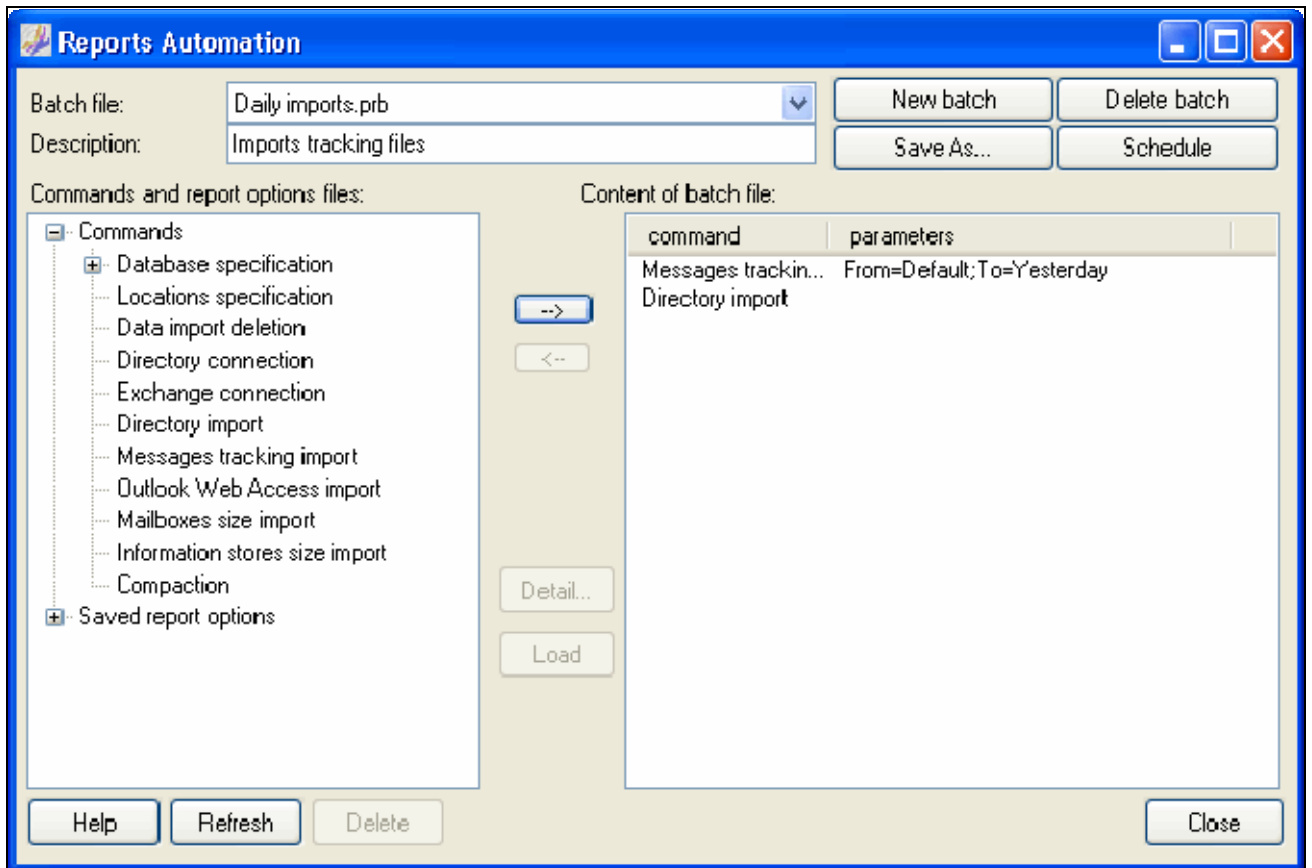 Reports Automation
Batch file:
Daily imports.prb
New batch
Delete batch
Description:
Imports tracking files
Save As...
Schedule
Commands and report options files:
Content of batch file:
Commands
Database specification
Locations specification
Data import deletion
Directory connection
Exchange connection
Directory import
Messages tracking import
Outlook Web Access import
Mailboxes size import
Information stores size import
Compaction
Saved report options
-->
<--
Detail...
Load
command parameters
Messages trackin... From=Default;To=Yesterday
Directory import
Help
Refresh
Delete
Close